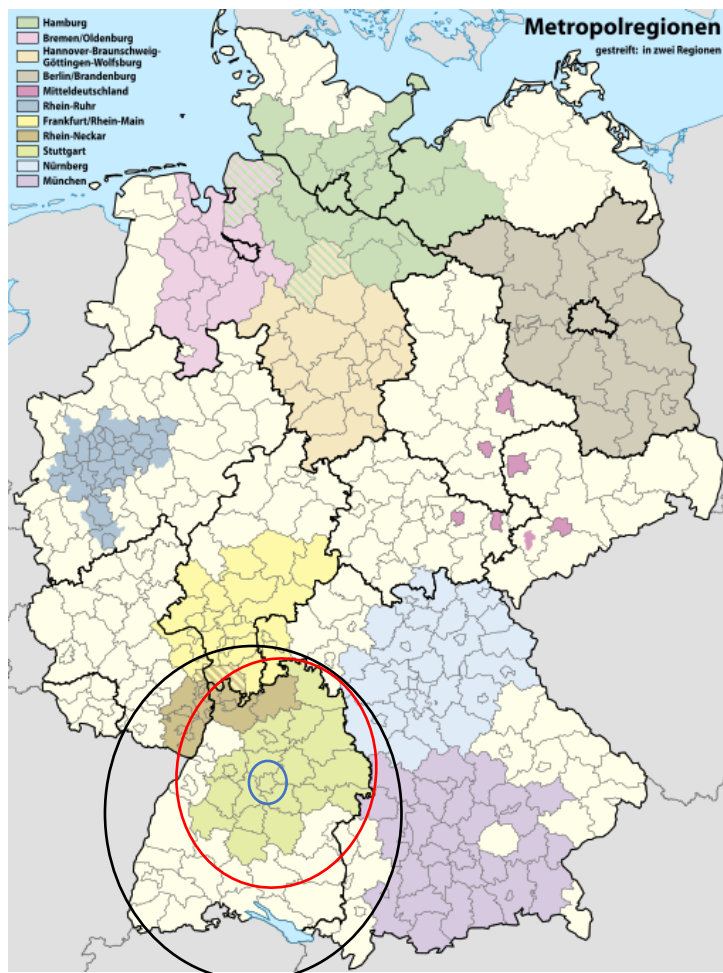 Metropolregionen
gestreift: in zwei Regionen
Hamburg
Bremen/Oldenburg
Hannover-Braunschweig-
Göttingen-Wolfsburg
Berlin/Brandenburg
Mitteldeutschland
Rhein-Ruhr
Frankfurt/Rhein-Main
Rhein-Neckar
Stuttgart
Nürnberg
München